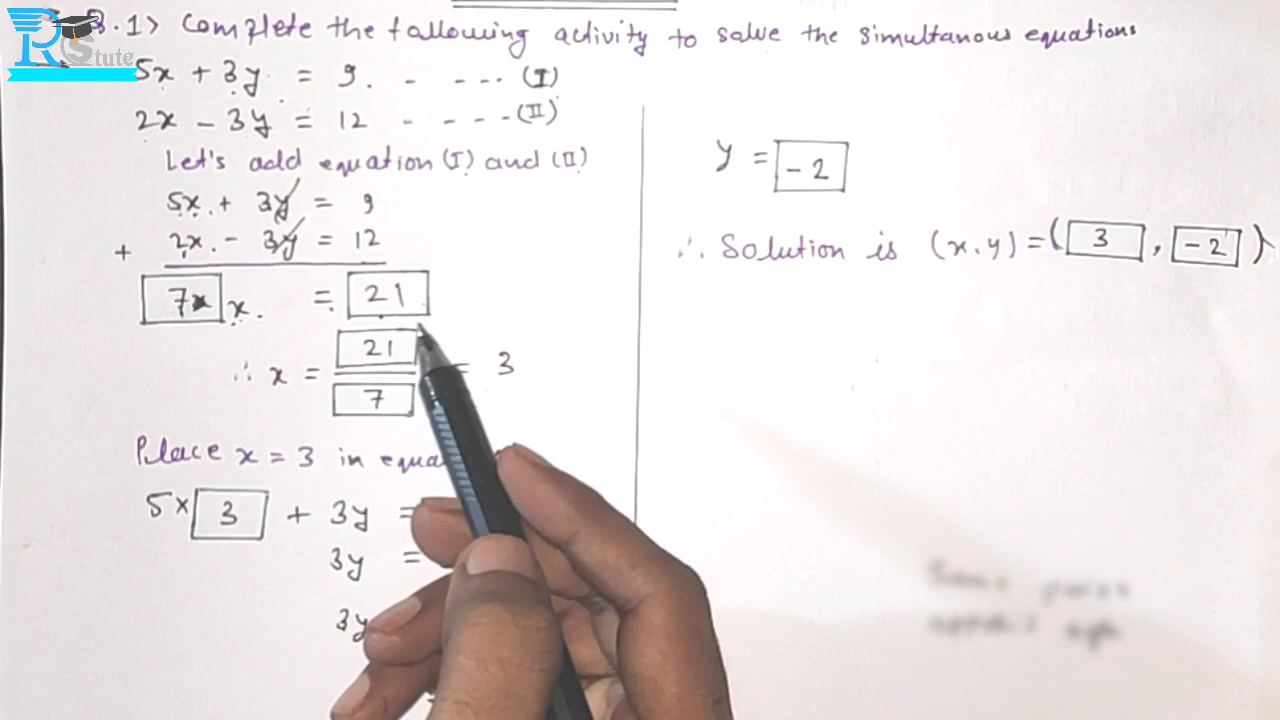 RStute
Q.1) Complete the following activity to solve the simultanous equations
5x + 3y = 9. - - - - - (I)
2x - 3y = 12 - - - - - (II)
Let's add equation (I) and (II)
5x + 3y = 9
+ 2x - 3y = 12
7 x = 21
∴ x = 21
7
= 3
Place x = 3 in
5 × 3 + 3y =
3y =
3y
y = -2
∴ Solution is (x.y) = ( 3 , -2 )